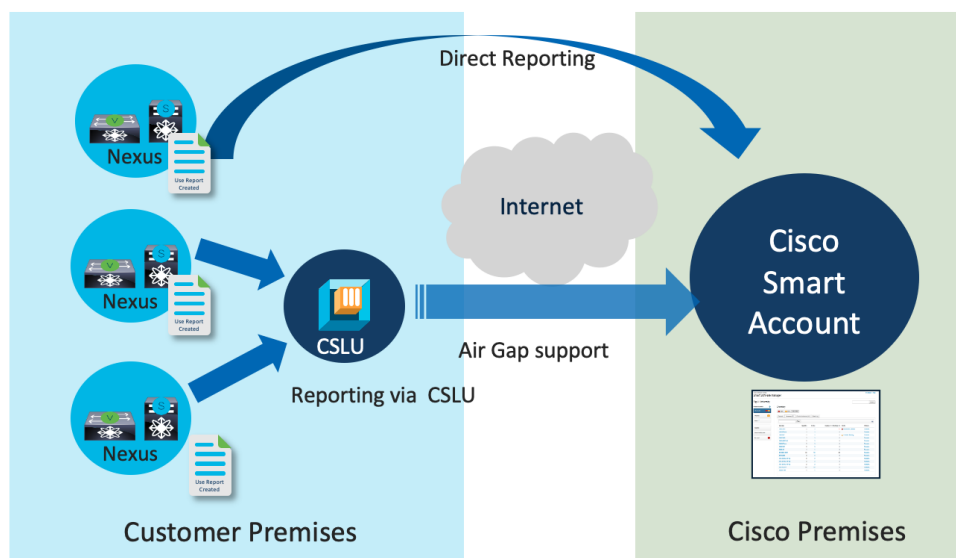 Direct Reporting
V
S
Nexus
Use Report
Created
Internet
V
S
Nexus
Use Report
Created
Cisco
Smart
Account
CSLU
Air Gap support
Reporting via CSLU
V
S
Nexus
Use Report
Created
Customer Premises
Cisco Premises